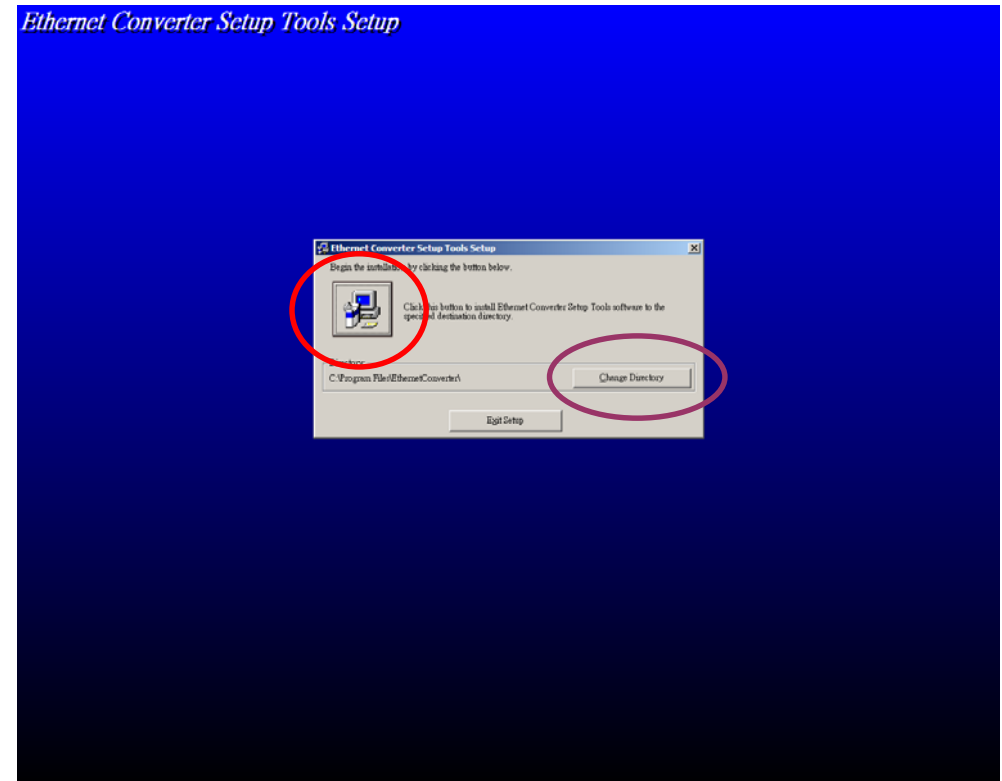 Ethernet Converter Setup Tools Setup
Ethernet Converter Setup Tools Setup
Begin the installation by clicking the button below.
Click this button to install Ethernet Converter Setup Tools software to the
specified destination directory.
Directory:
C:\Program Files\EthernetConverter\
Change Directory
Exit Setup